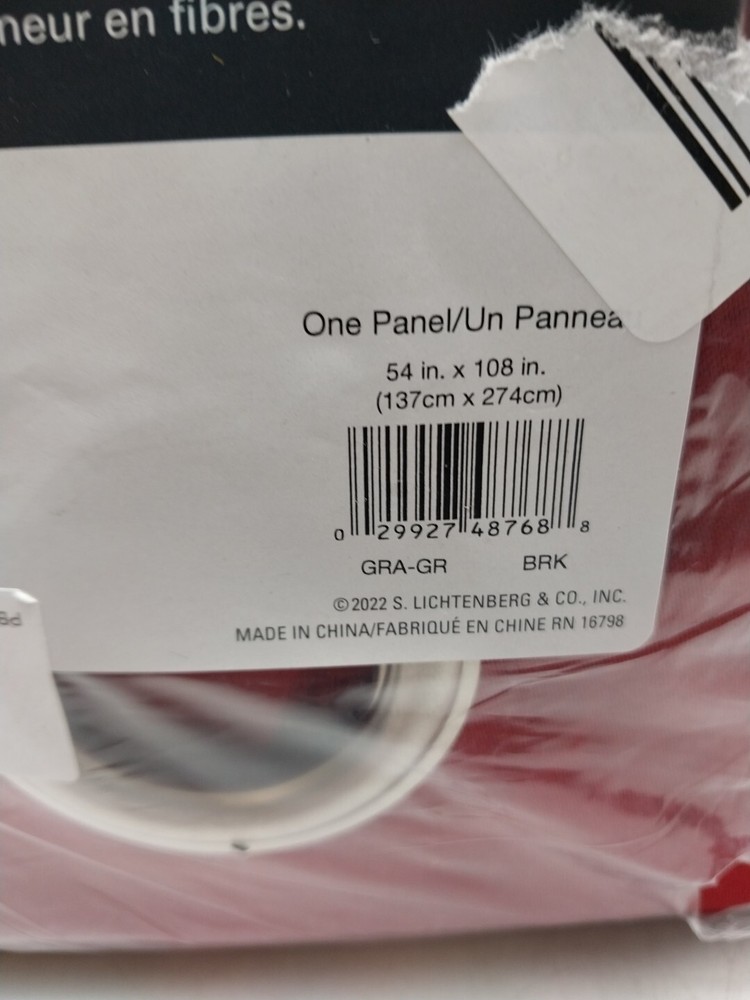 neur en fibres.
One Panel/Un Pannea
54 in. x 108 in.
(137cm x 274cm)
0 29927 48768 8
GRA-GR BRK
©2022 S. LICHTENBERG & CO., INC.
MADE IN CHINA/FABRIQUÉ EN CHINE RN 16798